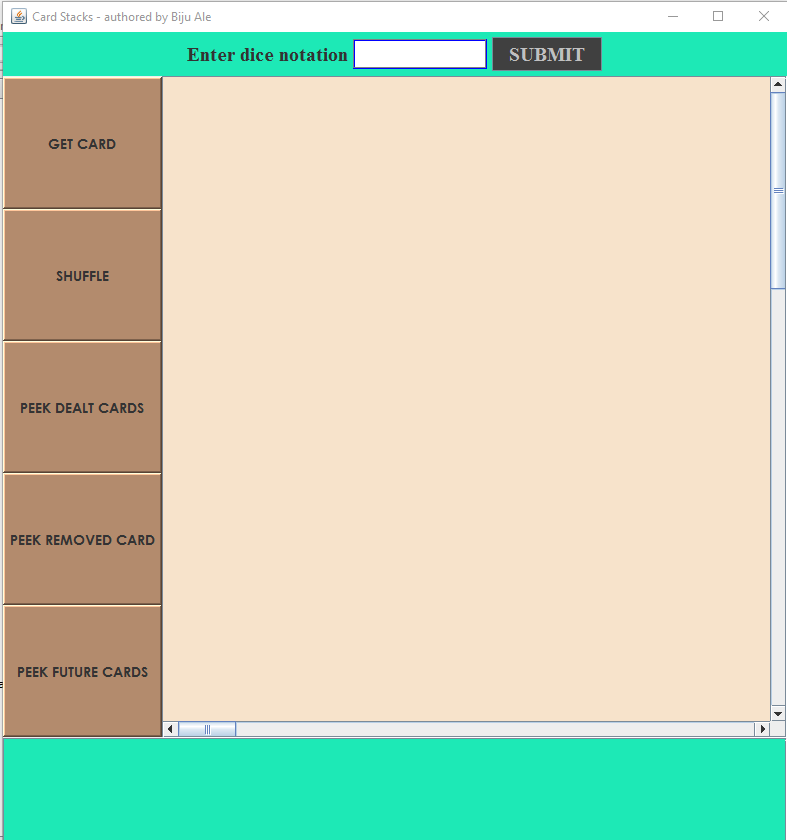 Card Stacks - authored by Biju Ale
Enter dice notation SUBMIT
GET CARD
SHUFFLE
PEEK DEALT CARDS
PEEK REMOVED CARD
PEEK FUTURE CARDS